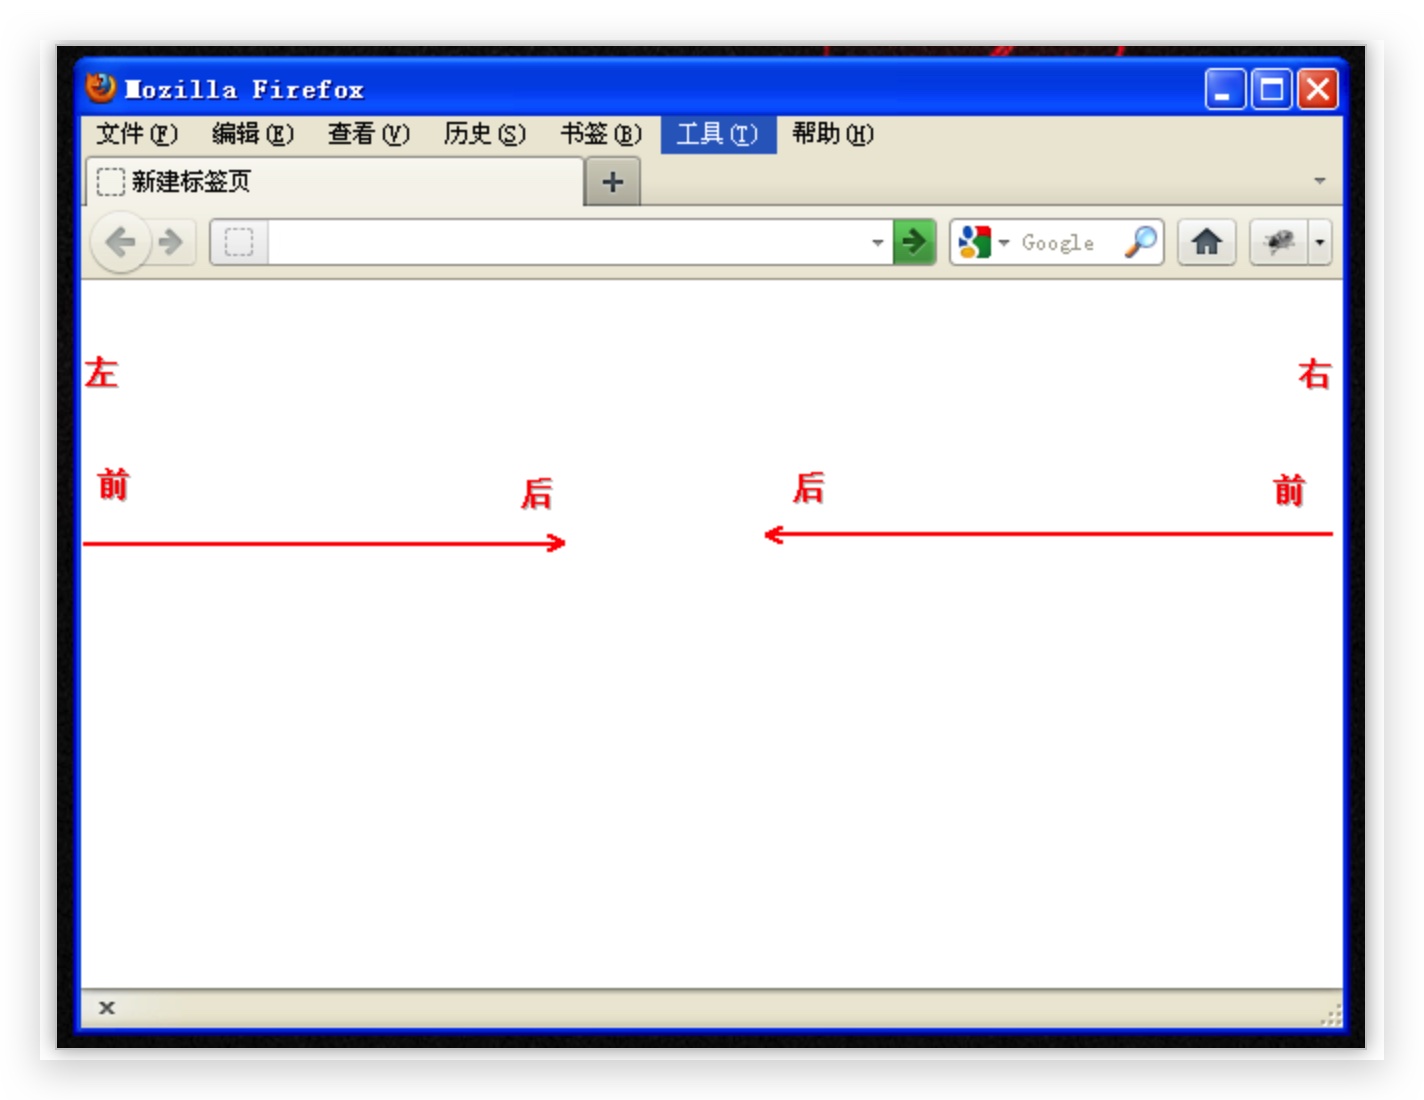 Mozilla Firefox
文件(F) 编辑(E) 查看(V) 历史(S) 书签(B) 工具(T) 帮助(H)
新建标签页
Google
左 右
前 后 后 前